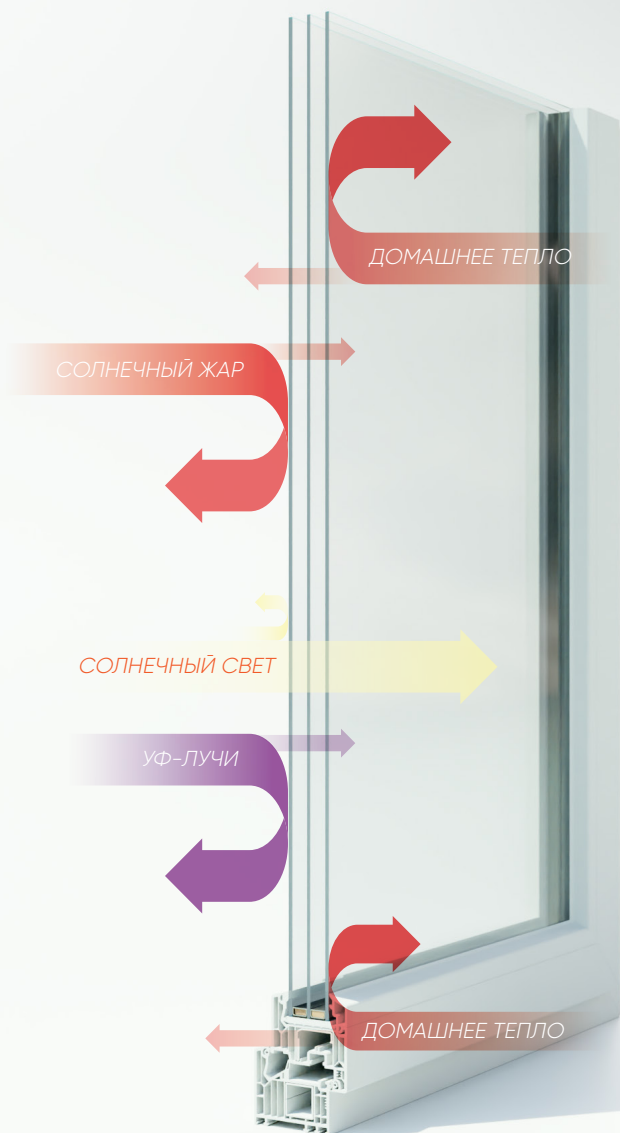 ДОМАШНЕЕ ТЕПЛО
СОЛНЕЧНЫЙ ЖАР
СОЛНЕЧНЫЙ СВЕТ
УФ-ЛУЧИ
ДОМАШНЕЕ ТЕПЛО